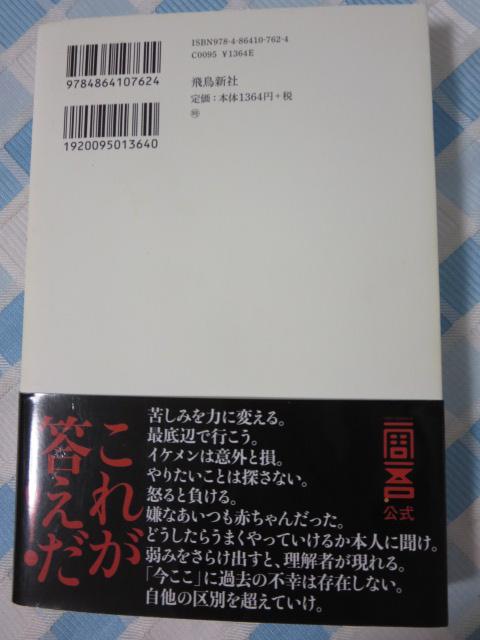 ISBN978-4-86410-762-4
C0095 ¥1364E
9784864107624
飛鳥新社
定価：本体1364円＋税
1920095013640
苦しみを力に変える。
最底辺で行こう。
イケメンは意外と損。
やりたいことは探さない。
怒ると負ける。
嫌なあいつも赤ちゃんだった。
どうしたらうまくやっていけるか本人に聞け。
弱みをさらけ出すと、理解者が現れる。
「今ここ」に過去の不幸は存在しない。
自他の区別を超えていけ。
これが
答えだ!
公式